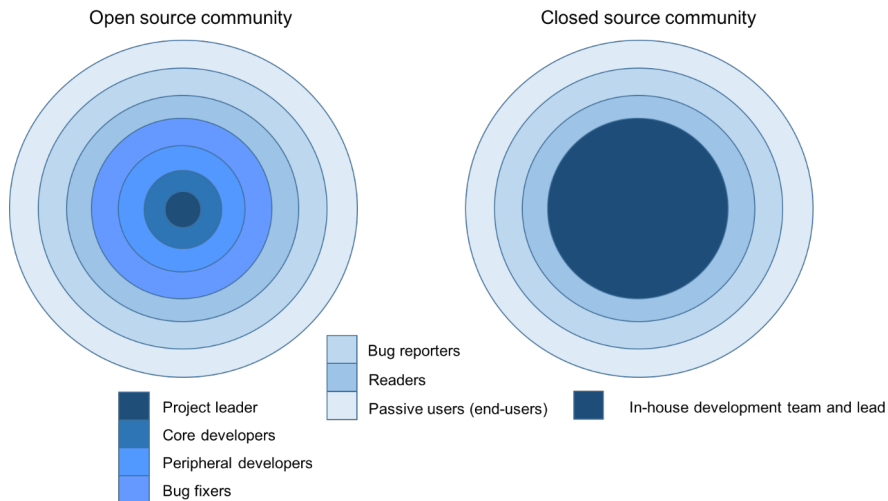 Open source community
Closed source community
Bug reporters
Readers
Passive users (end-users)
Project leader
Core developers
Peripheral developers
Bug fixers
In-house development team and lead